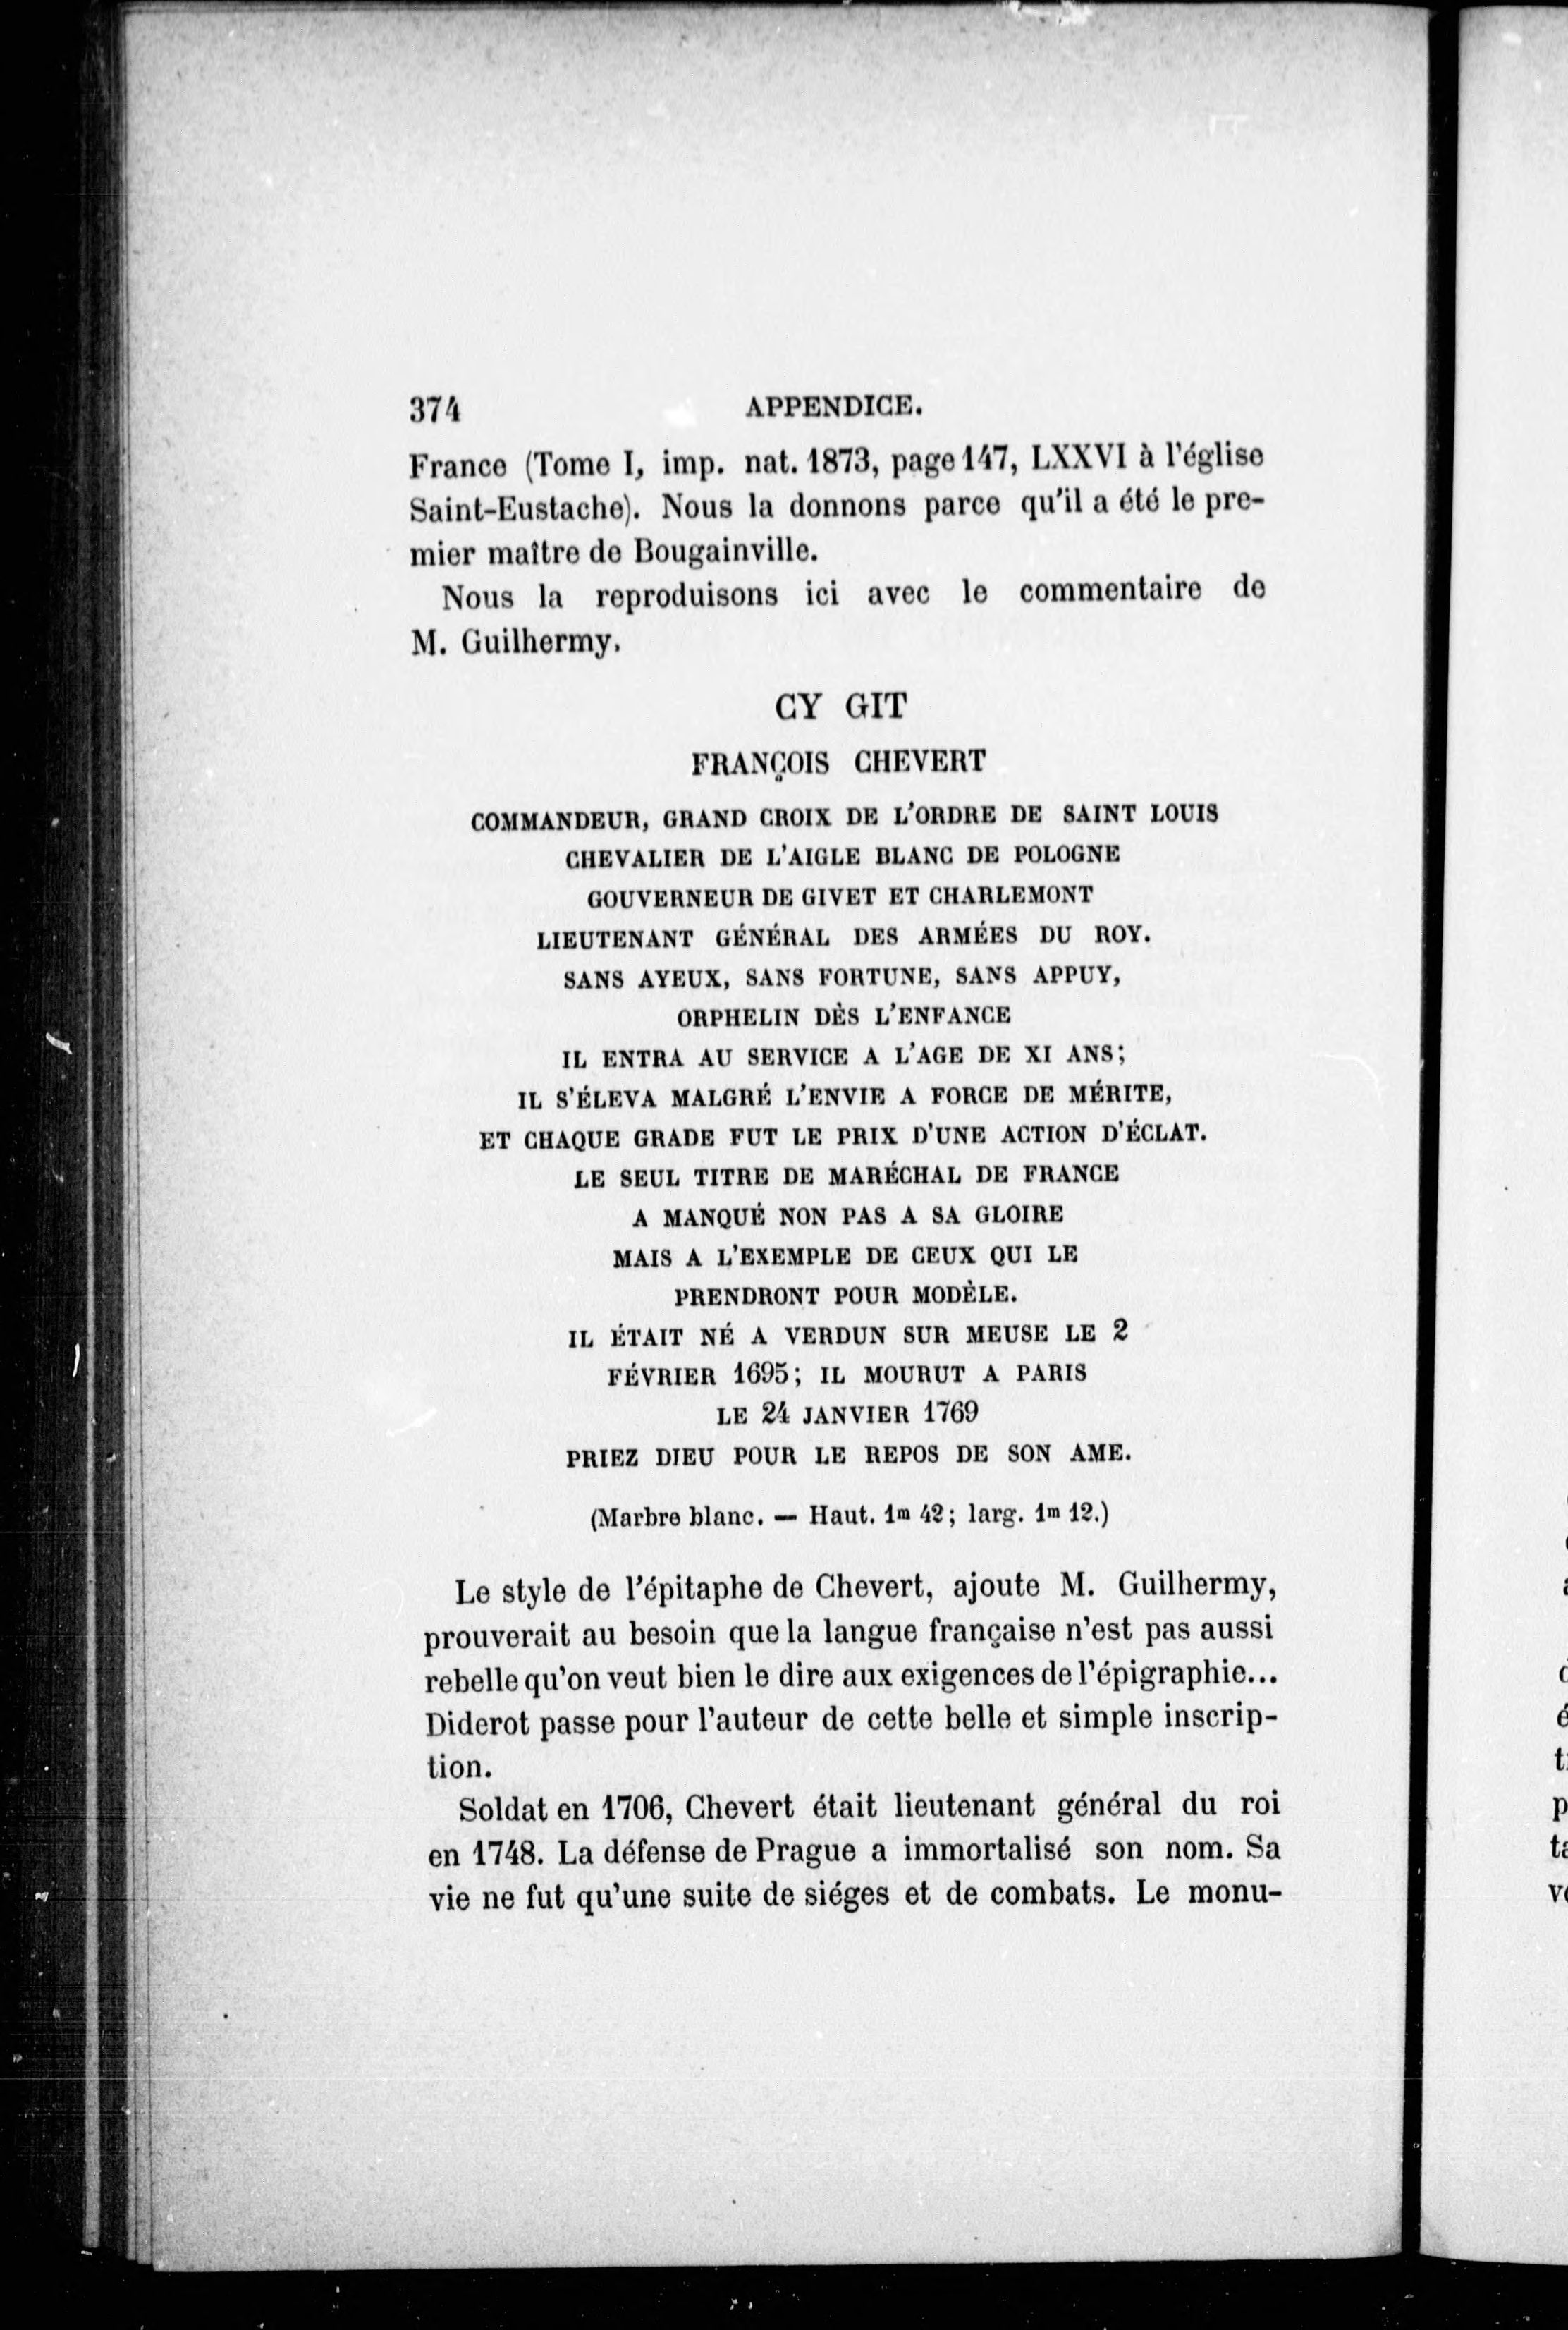 374 APPENDICE.
France (Tome I, imp. nat. 1873, page 147, LXXVI à l'église
Saint-Eustache). Nous la donnons parce qu'il a été le pre-
mier maître de Bougainville.
Nous la reproduisons ici avec le commentaire de
M. Guilhermy.
CY GIT
FRANÇOIS CHEVERT
COMMANDEUR, GRAND CROIX DE L'ORDRE DE SAINT LOUIS
CHEVALIER DE L'AIGLE BLANC DE POLOGNE
GOUVERNEUR DE GIVET ET CHARLEMONT
LIEUTENANT GÉNÉRAL DES ARMÉES DU ROY.
SANS AYEUX, SANS FORTUNE, SANS APPUY,
ORPHELIN DÈS L'ENFANCE
IL ENTRA AU SERVICE A L'AGE DE XI ANS;
IL S'ÉLEVA MALGRÉ L'ENVIE A FORCE DE MÉRITE,
ET CHAQUE GRADE FUT LE PRIX D'UNE ACTION D'ÉCLAT.
LE SEUL TITRE DE MARÉCHAL DE FRANCE
A MANQUÉ NON PAS A SA GLOIRE
MAIS A L'EXEMPLE DE CEUX QUI LE
PRENDRONT POUR MODÈLE.
IL ÉTAIT NÉ A VERDUN SUR MEUSE LE 2
FÉVRIER 1695; IL MOURUT A PARIS
LE 24 JANVIER 1769
PRIEZ DIEU POUR LE REPOS DE SON AME.
(Marbre blanc. — Haut. 1m 42; larg. 1m 12.)
Le style de l'épitaphe de Chevert, ajoute M. Guilhermy,
prouverait au besoin que la langue française n'est pas aussi
rebelle qu'on veut bien le dire aux exigences de l'épigraphie...
Diderot passe pour l'auteur de cette belle et simple inscrip-
tion.
Soldat en 1706, Chevert était lieutenant général du roi
en 1748. La défense de Prague a immortalisé son nom. Sa
vie ne fut qu'une suite de siéges et de combats. Le monu-